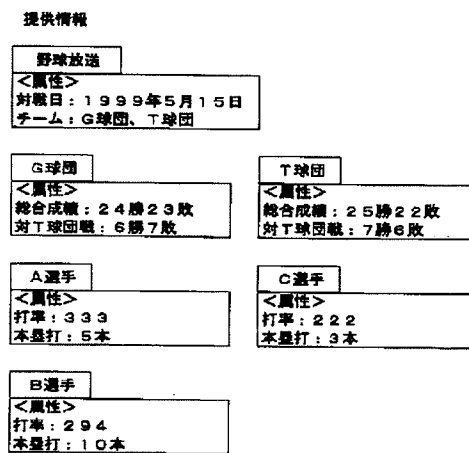 提供情報
野球放送
<属性>
対戦日：１９９９年５月１５日
チーム：Ｇ球団、Ｔ球団
Ｇ球団
<属性>
総合成績：２４勝２３敗
対Ｔ球団戦：６勝７敗
Ｔ球団
<属性>
総合成績：２５勝２２敗
対Ｔ球団戦：７勝６敗
Ａ選手
<属性>
打率：３３３
本塁打：５本
Ｃ選手
<属性>
打率：２２２
本塁打：３本
Ｂ選手
<属性>
打率：２９４
本塁打：１０本